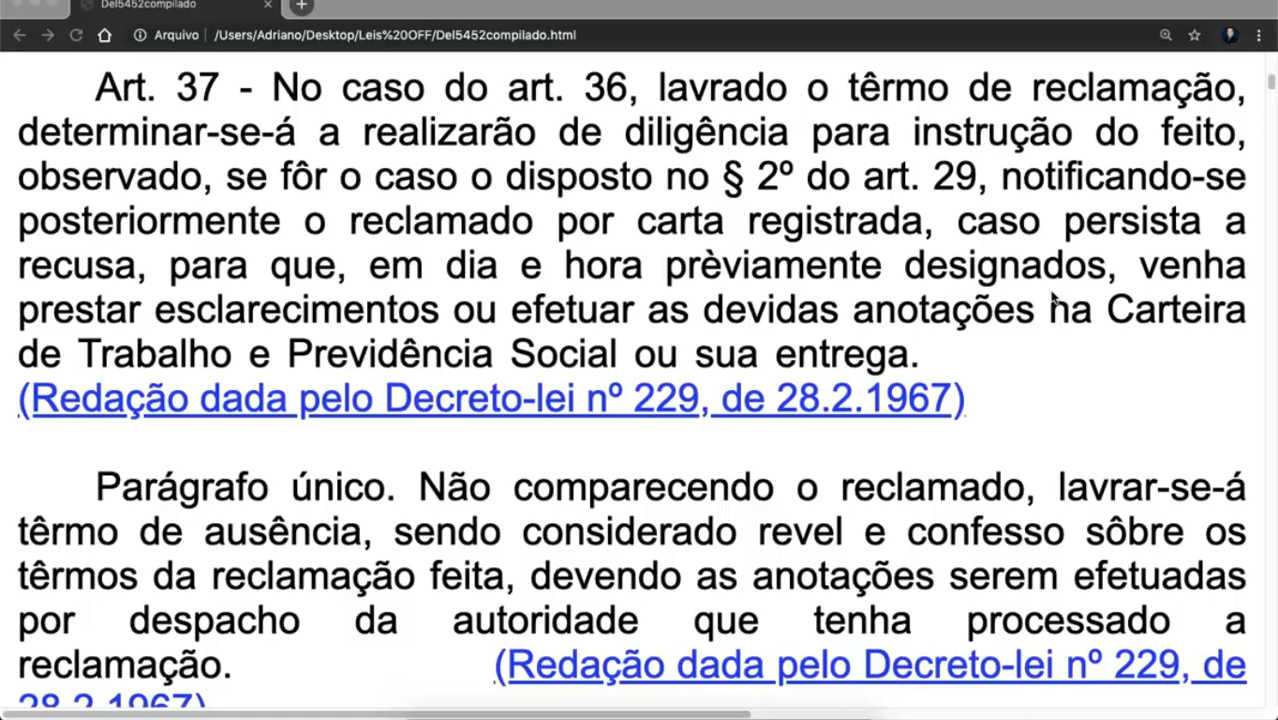 Del5452compilado
Arquivo | /Users/Adriano/Desktop/Leis%20OFF/Del5452compilado.html
Art. 37 - No caso do art. 36, lavrado o têrmo de reclamação,
determinar-se-á a realizarão de diligência para instrução do feito,
observado, se fôr o caso o disposto no § 2º do art. 29, notificando-se
posteriormente o reclamado por carta registrada, caso persista a
recusa, para que, em dia e hora prèviamente designados, venha
prestar esclarecimentos ou efetuar as devidas anotações na Carteira
de Trabalho e Previdência Social ou sua entrega.
(Redação dada pelo Decreto-lei nº 229, de 28.2.1967)
Parágrafo único. Não comparecendo o reclamado, lavrar-se-á
têrmo de ausência, sendo considerado revel e confesso sôbre os
têrmos da reclamação feita, devendo as anotações serem efetuadas
por despacho da autoridade que tenha processado a
reclamação. (Redação dada pelo Decreto-lei nº 229, de
28.2.1967)